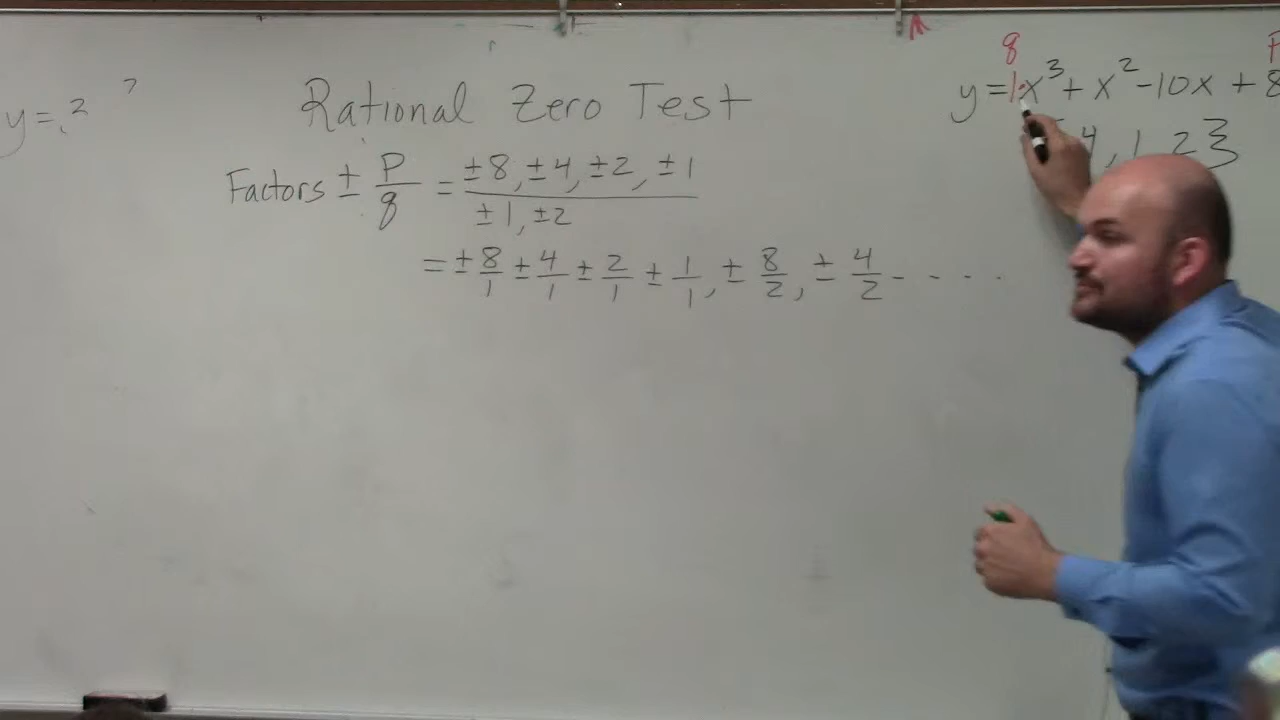 y = 2 ?
Rational Zero Test
q P
y = 1x³ + x² - 10x + 8
4, 1, 2}
Factors ± P/q = ±8, ±4, ±2, ±1 / ±1, ±2
= ± 8/1 ± 4/1 ± 2/1 ± 1/1, ± 8/2, ± 4/2 - - - - .